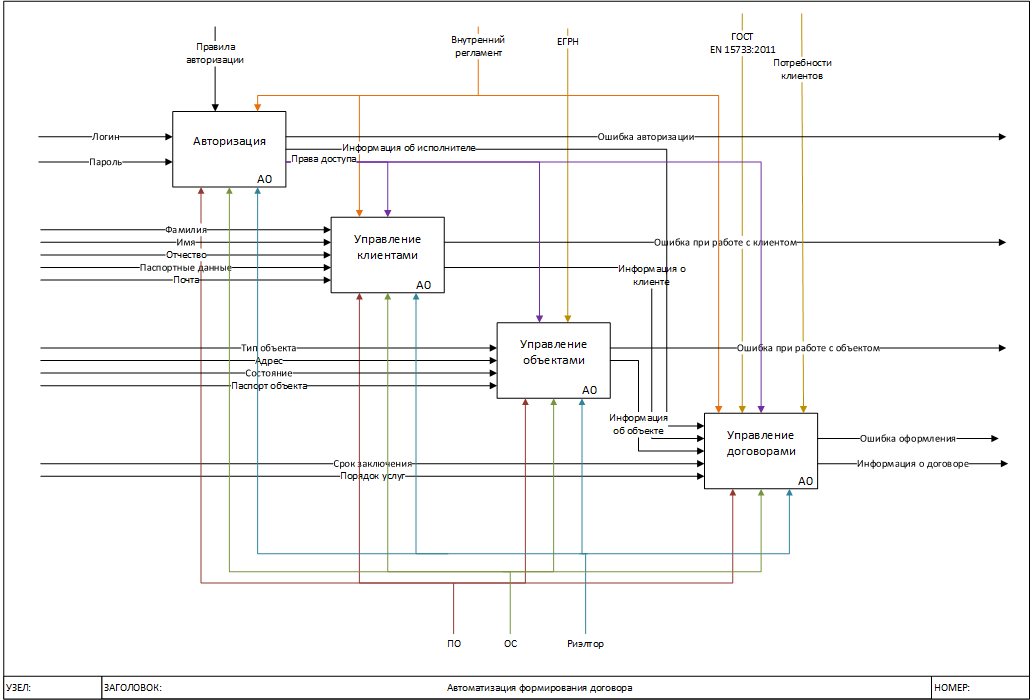 Правила
авторизации
Внутренний
регламент
ЕГРН
ГОСТ
EN 15733:2011
Потребности
клиентов
Логин
Пароль
Авторизация
A0
Ошибка авторизации
Информация об исполнителе
Права доступа
Фамилия
Имя
Отчество
Паспортные данные
Почта
Управление
клиентами
A0
Ошибка при работе с клиентом
Информация о
клиенте
Тип объекта
Адрес
Состояние
Паспорт объекта
Управление
объектами
A0
Ошибка при работе с объектом
Информация
об объекте
Срок заключения
Порядок услуг
Управление
договорами
A0
Ошибка оформления
Информация о договоре
ПО
ОС
Риэлтор
УЗЕЛ:
ЗАГОЛОВОК:
Автоматизация формирования договора
НОМЕР: